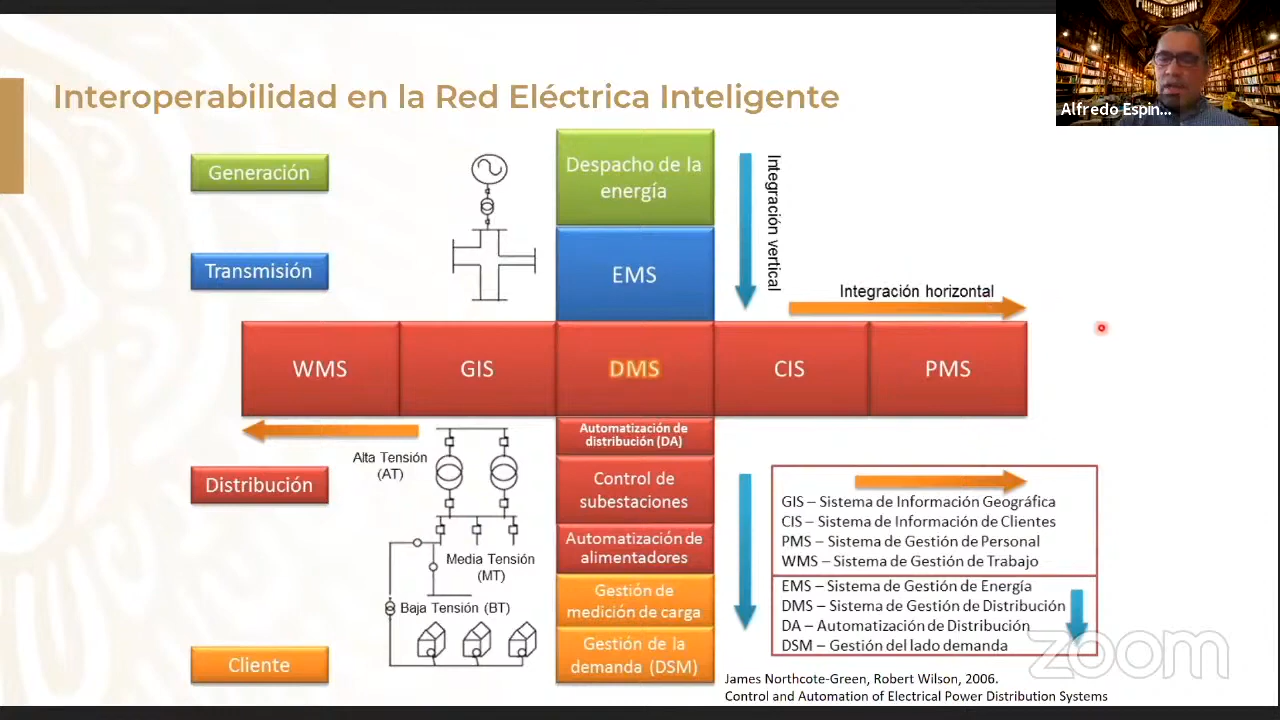 Interoperabilidad en la Red Eléctrica Inteligente
Alfredo Espin...
Generación
Despacho de la
energía
Integración vertical
Transmisión
EMS
Integración horizontal
WMS
GIS
DMS
CIS
PMS
Automatización de
distribución (DA)
Alta Tensión
(AT)
Distribución
Control de
subestaciones
Automatización de
alimentadores
Media Tensión
(MT)
Baja Tensión (BT)
Gestión de
medición de carga
Cliente
Gestión de la
demanda (DSM)
GIS – Sistema de Información Geográfica
CIS – Sistema de Información de Clientes
PMS – Sistema de Gestión de Personal
WMS – Sistema de Gestión de Trabajo
EMS – Sistema de Gestión de Energía
DMS – Sistema de Gestión de Distribución
DA – Automatización de Distribución
DSM – Gestión del lado demanda
zoom
James Northcote-Green, Robert Wilson, 2006.
Control and Automation of Electrical Power Distribution Systems